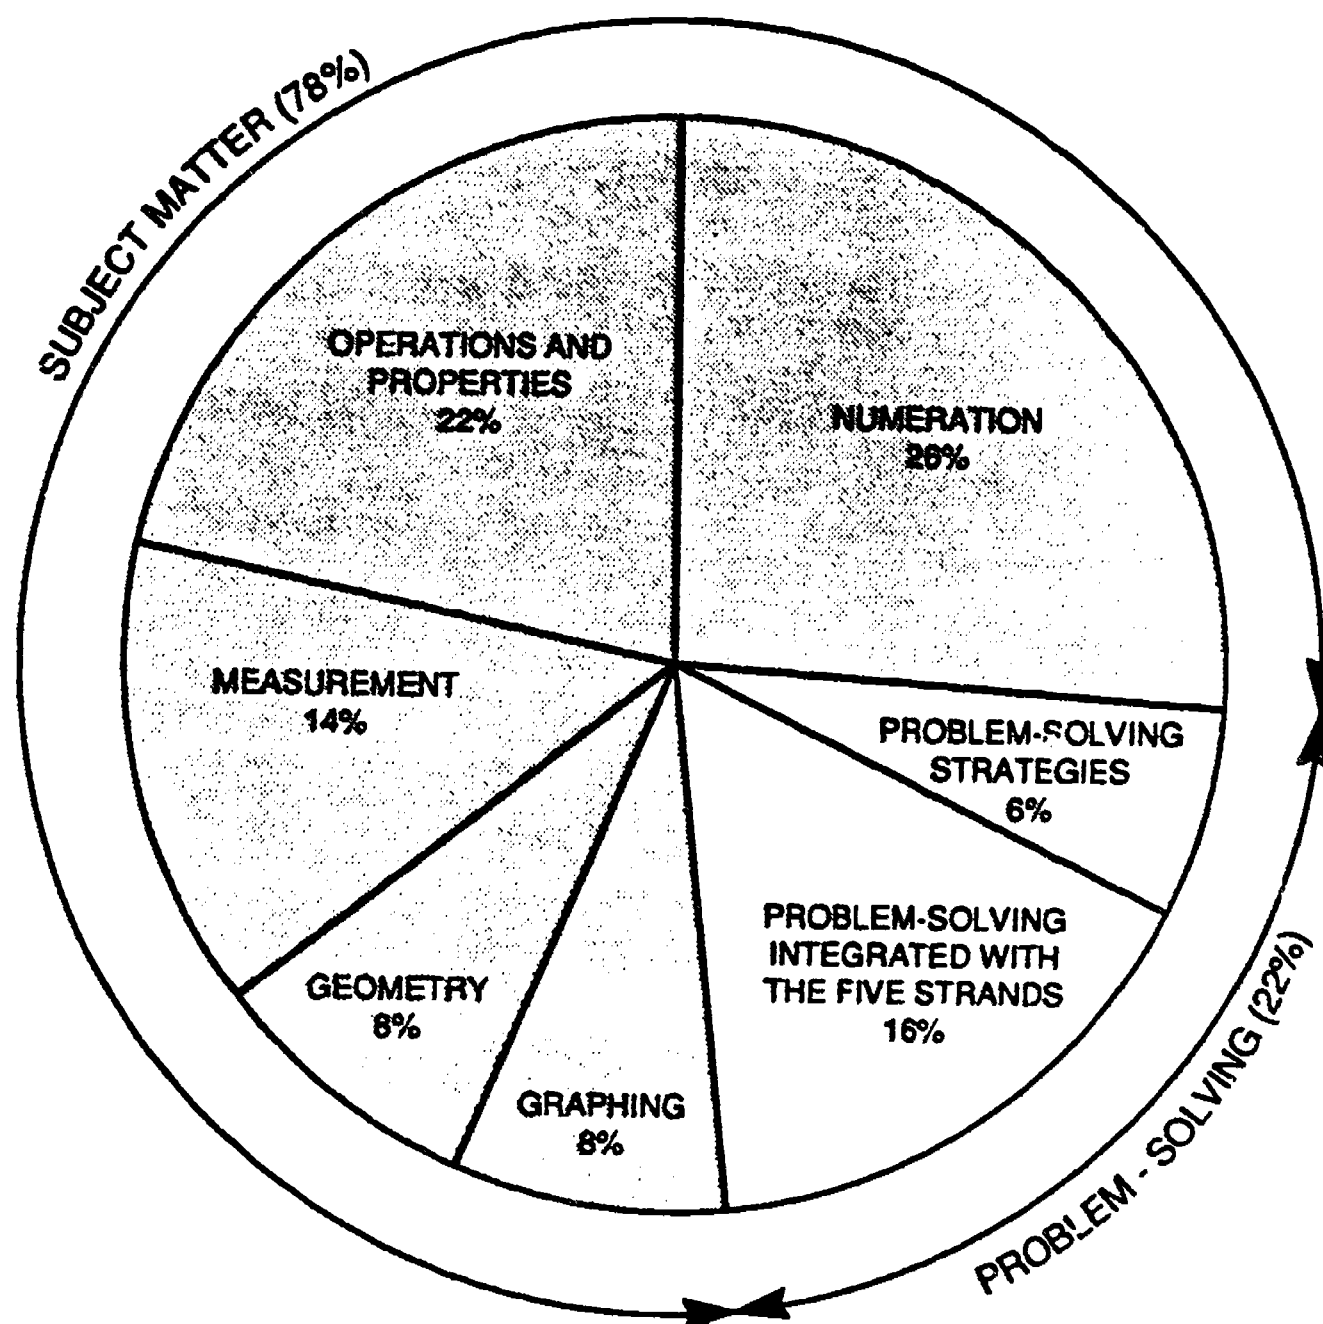 SUBJECT MATTER (78%)
OPERATIONS AND
PROPERTIES
22%
NUMERATION
26%
MEASUREMENT
14%
PROBLEM-SOLVING
STRATEGIES
6%
PROBLEM-SOLVING
INTEGRATED WITH
THE FIVE STRANDS
16%
GEOMETRY
8%
GRAPHING
8%
PROBLEM - SOLVING (22%)